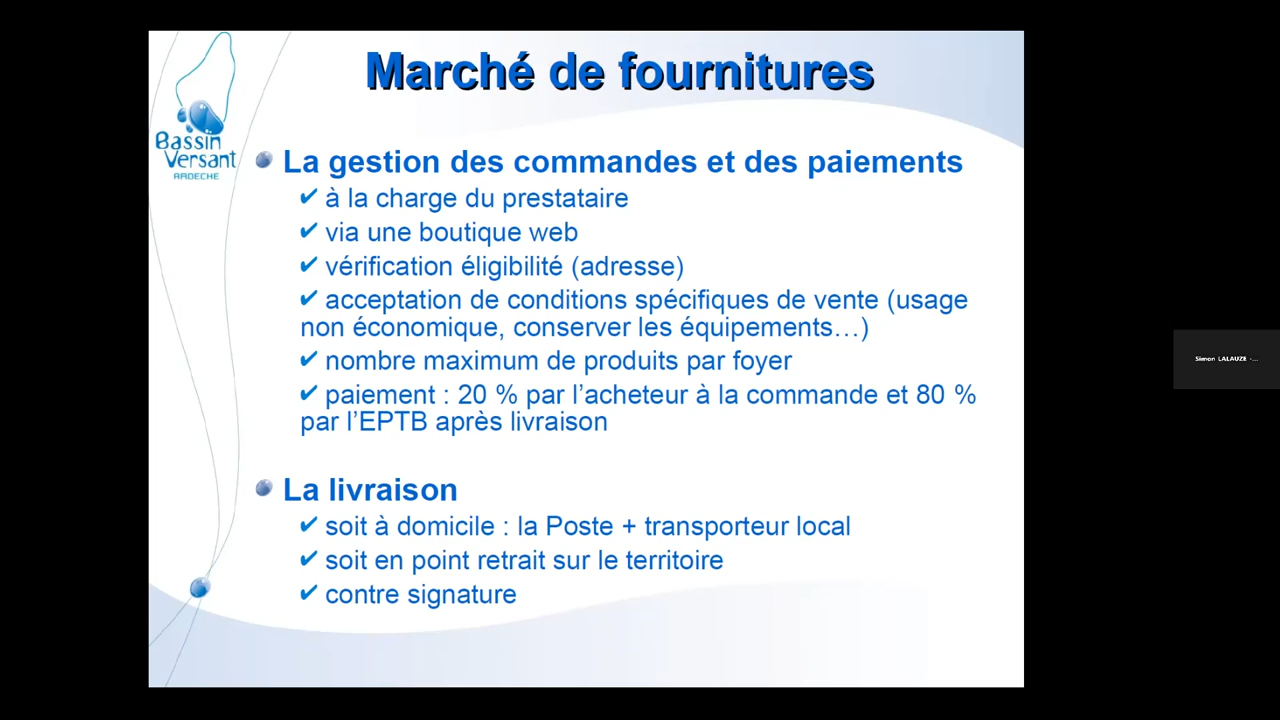 Marché de fournitures
Bassin
Versant
ARDECHE
La gestion des commandes et des paiements
✔ à la charge du prestataire
✔ via une boutique web
✔ vérification éligibilité (adresse)
✔ acceptation de conditions spécifiques de vente (usage
non économique, conserver les équipements…)
✔ nombre maximum de produits par foyer
✔ paiement : 20 % par l’acheteur à la commande et 80 %
par l’EPTB après livraison
La livraison
✔ soit à domicile : la Poste + transporteur local
✔ soit en point retrait sur le territoire
✔ contre signature
Simon LALAUZE -...